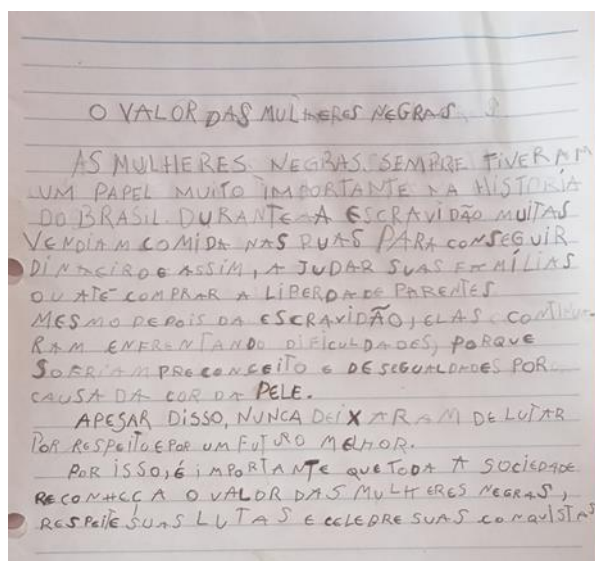 O VALOR DAS MULHERES NEGRAS
AS MULHERES NEGRAS SEMPRE TIVERAM
UM PAPEL MUITO IMPORTANTE NA HISTÓRIA
DO BRASIL. DURANTE A ESCRAVIDÃO MUITAS
VENDIAM COMIDA NAS RUAS PARA CONSEGUIR
DINHEIRO E ASSIM, AJUDAR SUAS FAMÍLIAS
OU ATÉ COMPRAR A LIBERDADE PARENTES
MESMO DEPOIS DA ESCRAVIDÃO, ELAS CONTINU
RAM ENFRENTANDO DIFICULDADES, PORQUE
SOFRIAM PRECONCEITO E DESEGUALDADES POR
CAUSA DA COR DA PELE.
APESAR DISSO, NUNCA DEIXARAM DE LUTAR
POR RESPEITO E POR UM FUTURO MELHOR.
POR ISSO, É IMPORTANTE QUE TODA A SOCIEDADE
RECONHEÇA O VALOR DAS MULHERES NEGRAS,
RESPEITE SUAS LUTAS E CELEBRE SUAS CONQUISTAS